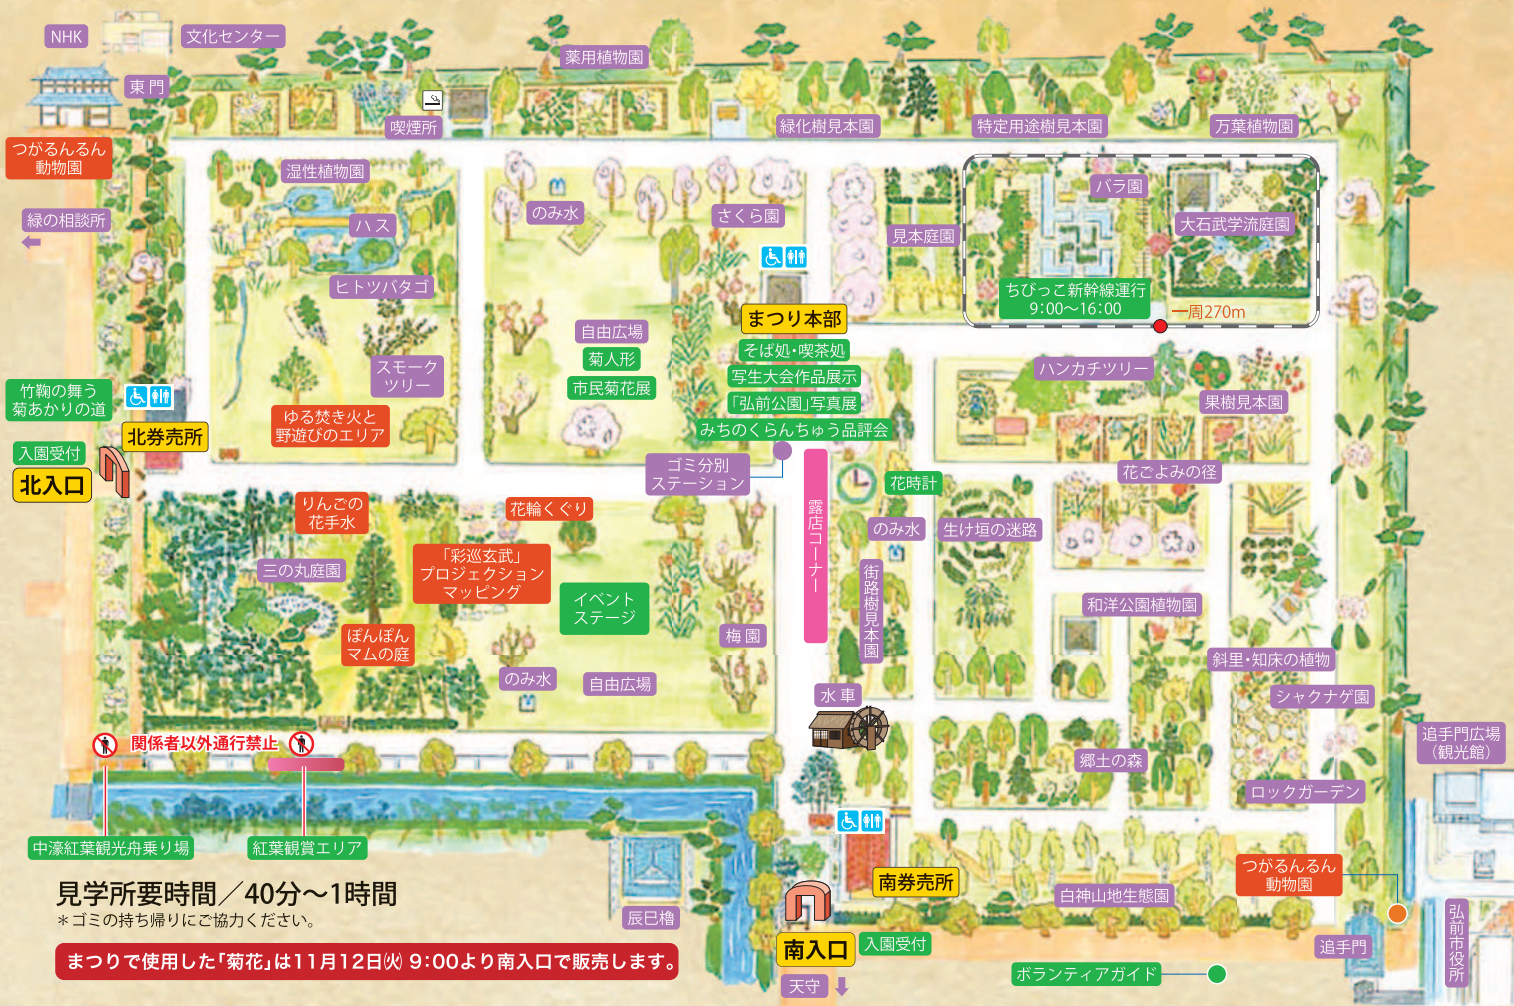 NHK
文化センター
東門
薬用植物園
喫煙所
緑化樹見本園
特定用途樹見本園
万葉植物園
つがるんるん
動物園
緑の相談所
湿性植物園
ハス
ヒトツバタゴ
のみ水
さくら園
見本庭園
バラ園
大石武学流庭園
ちびっこ新幹線運行
9:00〜16:00
一周270m
まつり本部
そば処・喫茶処
写生大会作品展示
「弘前公園」写真展
みちのくらんちゅう品評会
自由広場
菊人形
市民菊花展
スモーク
ツリー
ゆる焚き火と
野遊びのエリア
竹鞠の舞う
菊あかりの道
北券売所
入園受付
北入口
ハンカチツリー
果樹見本園
ゴミ分別
ステーション
露店コーナー
花時計
花ごよみの径
のみ水
生け垣の迷路
りんごの
花手水
花輪くぐり
三の丸庭園
「彩巡玄武」
プロジェクション
マッピング
イベント
ステージ
街路樹見本園
和洋公園植物園
ぽんぽん
マムの庭
梅園
のみ水
自由広場
斜里・知床の植物
シャクナゲ園
水車
追手門広場
（観光館）
関係者以外通行禁止
郷土の森
ロックガーデン
中濠紅葉観光舟乗り場
紅葉観賞エリア
見学所要時間／40分〜1時間
＊ゴミの持ち帰りにご協力ください。
辰巳櫓
南券売所
白神山地生態園
つがるんるん
動物園
まつりで使用した「菊花」は11月12日㈫ 9:00より南入口で販売します。
南入口
入園受付
天守
ボランティアガイド
追手門
弘前市役所